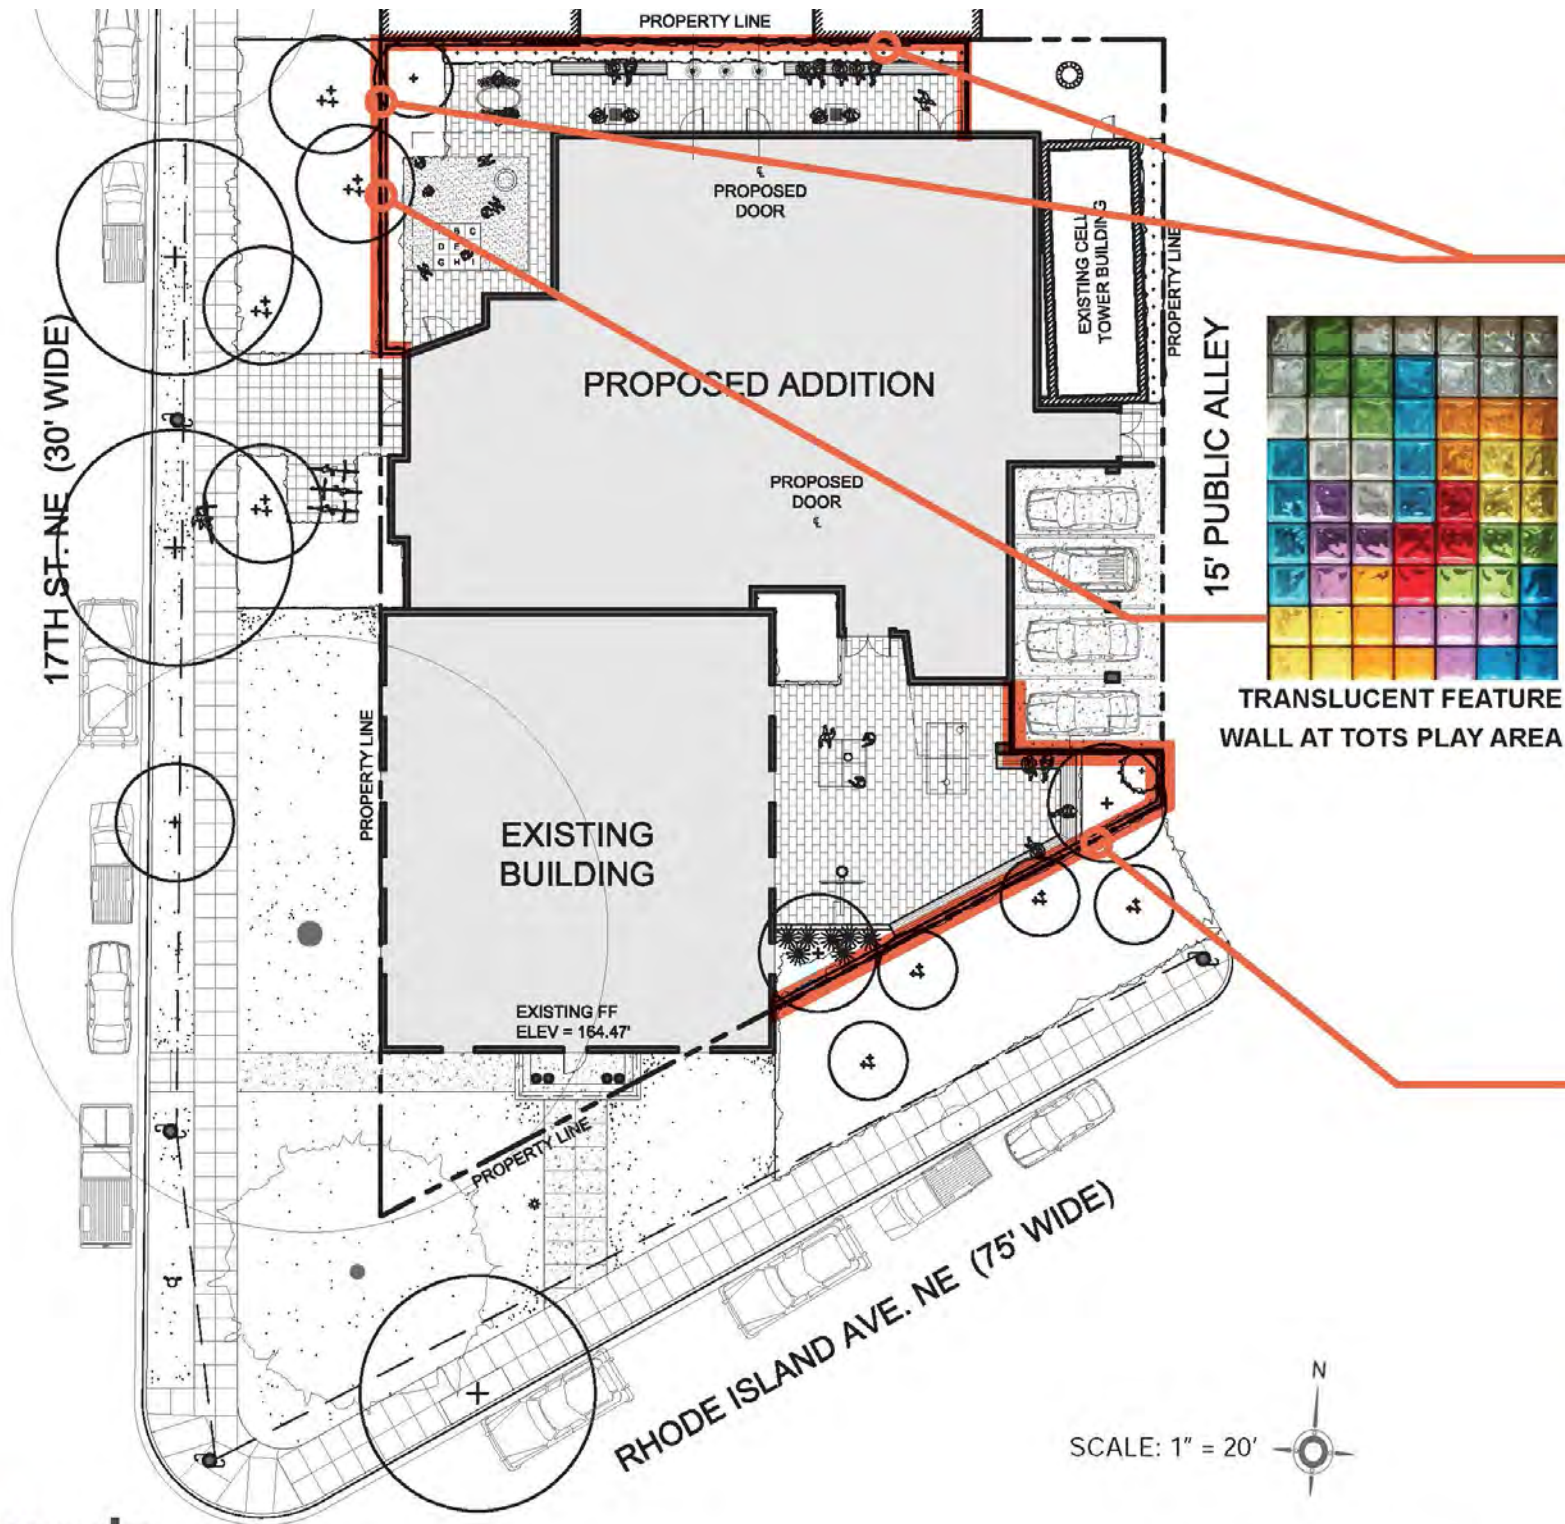 PROPERTY LINE
PROPOSED
DOOR
EXISTING CELL
TOWER BUILDING
PROPERTY LINE
B C
D E F
G H I
17TH ST. NE (30' WIDE)
PROPOSED ADDITION
15' PUBLIC ALLEY
PROPOSED
DOOR
TRANSLUCENT FEATURE
WALL AT TOTS PLAY AREA
PROPERTY LINE
EXISTING
BUILDING
EXISTING FF
ELEV = 164.47'
PROPERTY LINE
RHODE ISLAND AVE. NE (75' WIDE)
N
SCALE: 1" = 20'